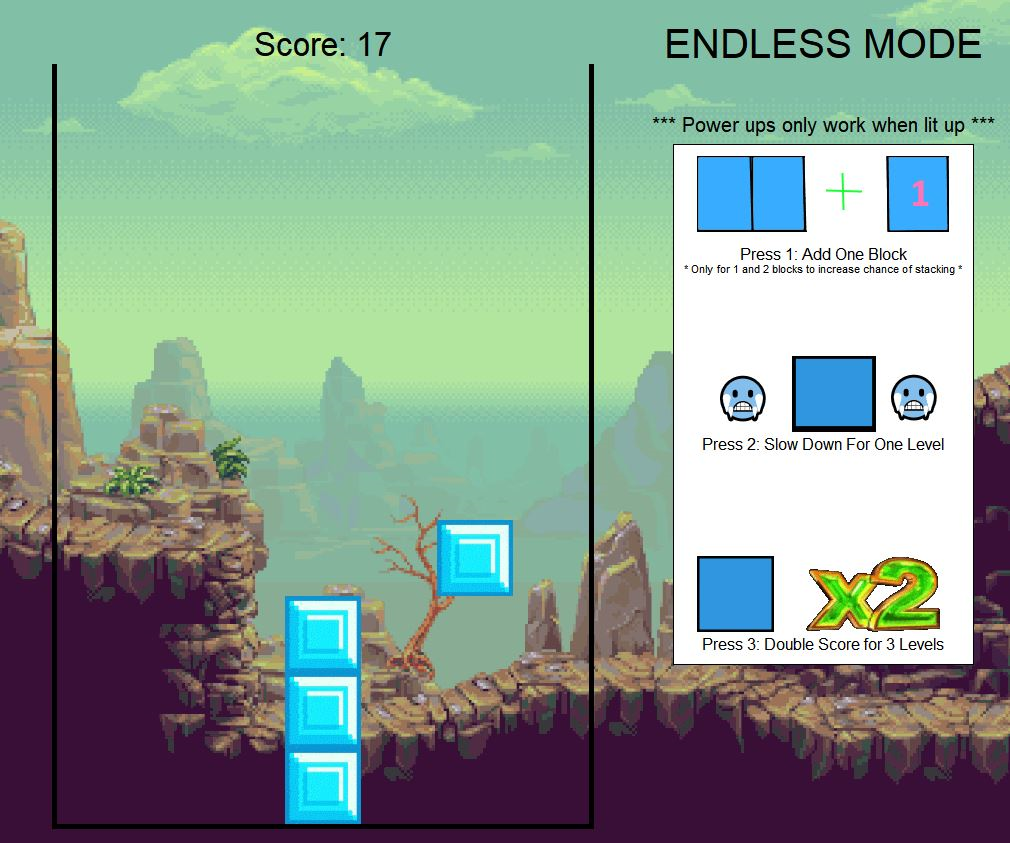 Score: 17
ENDLESS MODE
*** Power ups only work when lit up ***
1
Press 1: Add One Block
* Only for 1 and 2 blocks to increase chance of stacking *
Press 2: Slow Down For One Level
x2
Press 3: Double Score for 3 Levels